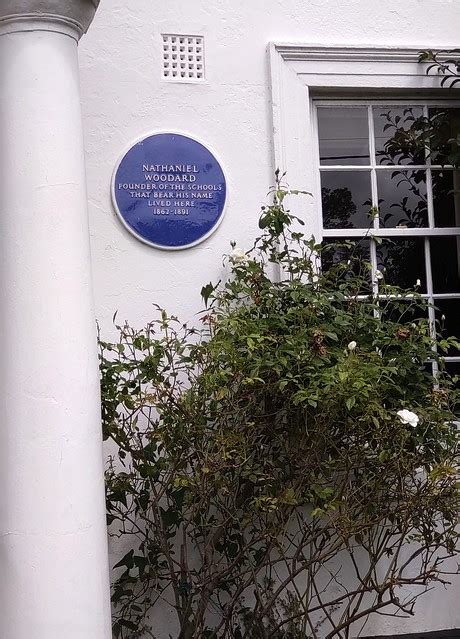 NATHANIEL
WOODARD
FOUNDER OF THE SCHOOLS
THAT BEAR HIS NAME
LIVED HERE
1862-1891